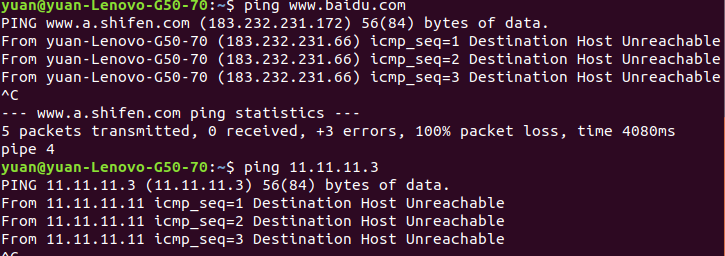 yuan@yuan-Lenovo-G50-70:~$ ping www.baidu.com
PING www.a.shifen.com (183.232.231.172) 56(84) bytes of data.
From yuan-Lenovo-G50-70 (183.232.231.66) icmp_seq=1 Destination Host Unreachable
From yuan-Lenovo-G50-70 (183.232.231.66) icmp_seq=2 Destination Host Unreachable
From yuan-Lenovo-G50-70 (183.232.231.66) icmp_seq=3 Destination Host Unreachable
^C
--- www.a.shifen.com ping statistics ---
5 packets transmitted, 0 received, +3 errors, 100% packet loss, time 4080ms
pipe 4
yuan@yuan-Lenovo-G50-70:~$ ping 11.11.11.3
PING 11.11.11.3 (11.11.11.3) 56(84) bytes of data.
From 11.11.11.11 icmp_seq=1 Destination Host Unreachable
From 11.11.11.11 icmp_seq=2 Destination Host Unreachable
From 11.11.11.11 icmp_seq=3 Destination Host Unreachable
^C